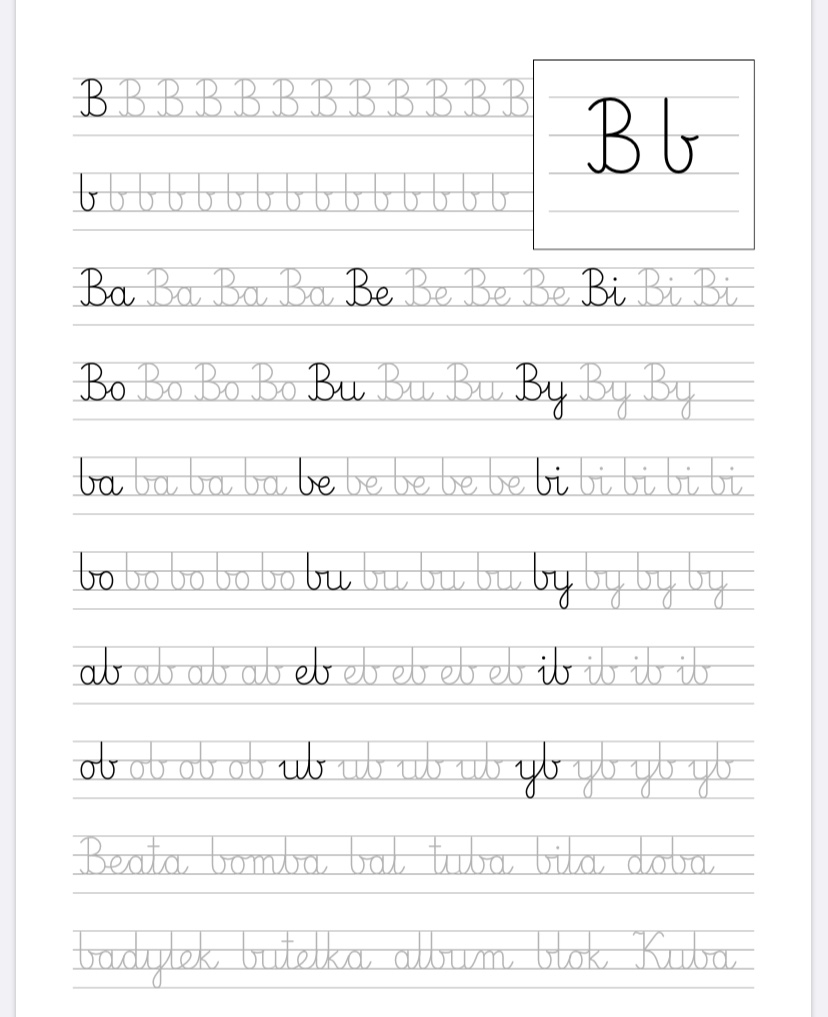 B B B B B B B B B B B B
B b
b b b b b b b b b b b b b b b
Ba Ba Ba Ba Be Be Be Be Bi Bi Bi
Bo Bo Bo Bo Bu Bu Bu By By By
ba ba ba ba be be be be be bi bi bi bi bi
bo bo bo bo bo bu bu bu bu by by by by
ab ab ab ab eb eb eb eb eb ib ib ib ib
ob ob ob ob ub ub ub ub yb yb yb yb
Beata bomba bal tuba bila doba
badylek butelka album blok Kuba